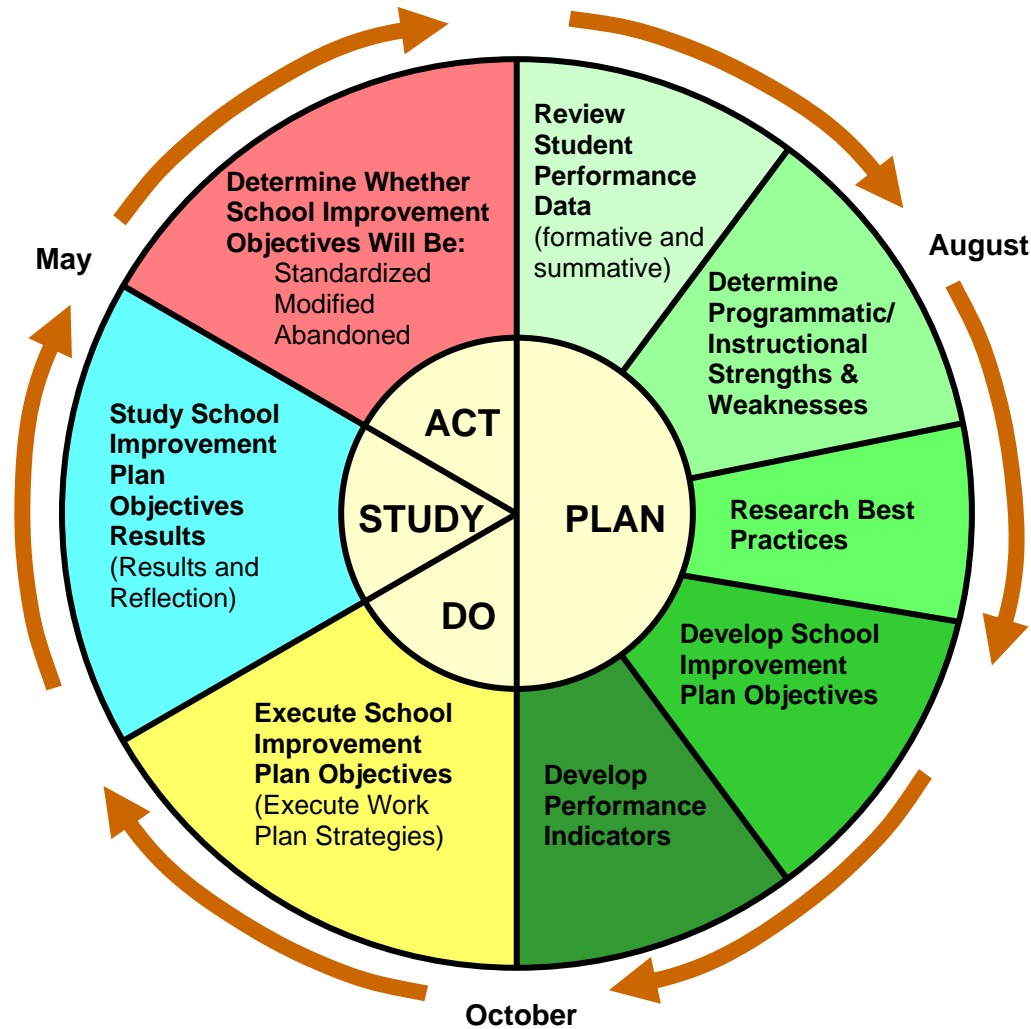 Review
Student
Performance
Data
(formative and
summative)
August
Determine
Programmatic/
Instructional
Strengths &
Weaknesses
Research Best
Practices
Develop School
Improvement
Plan Objectives
Develop
Performance
Indicators
October
Execute School
Improvement
Plan Objectives
(Execute Work
Plan Strategies)
Study School
Improvement
Plan
Objectives
Results
(Results and
Reflection)
May
Determine Whether
School Improvement
Objectives Will Be:
Standardized
Modified
Abandoned
PLAN
DO
STUDY
ACT